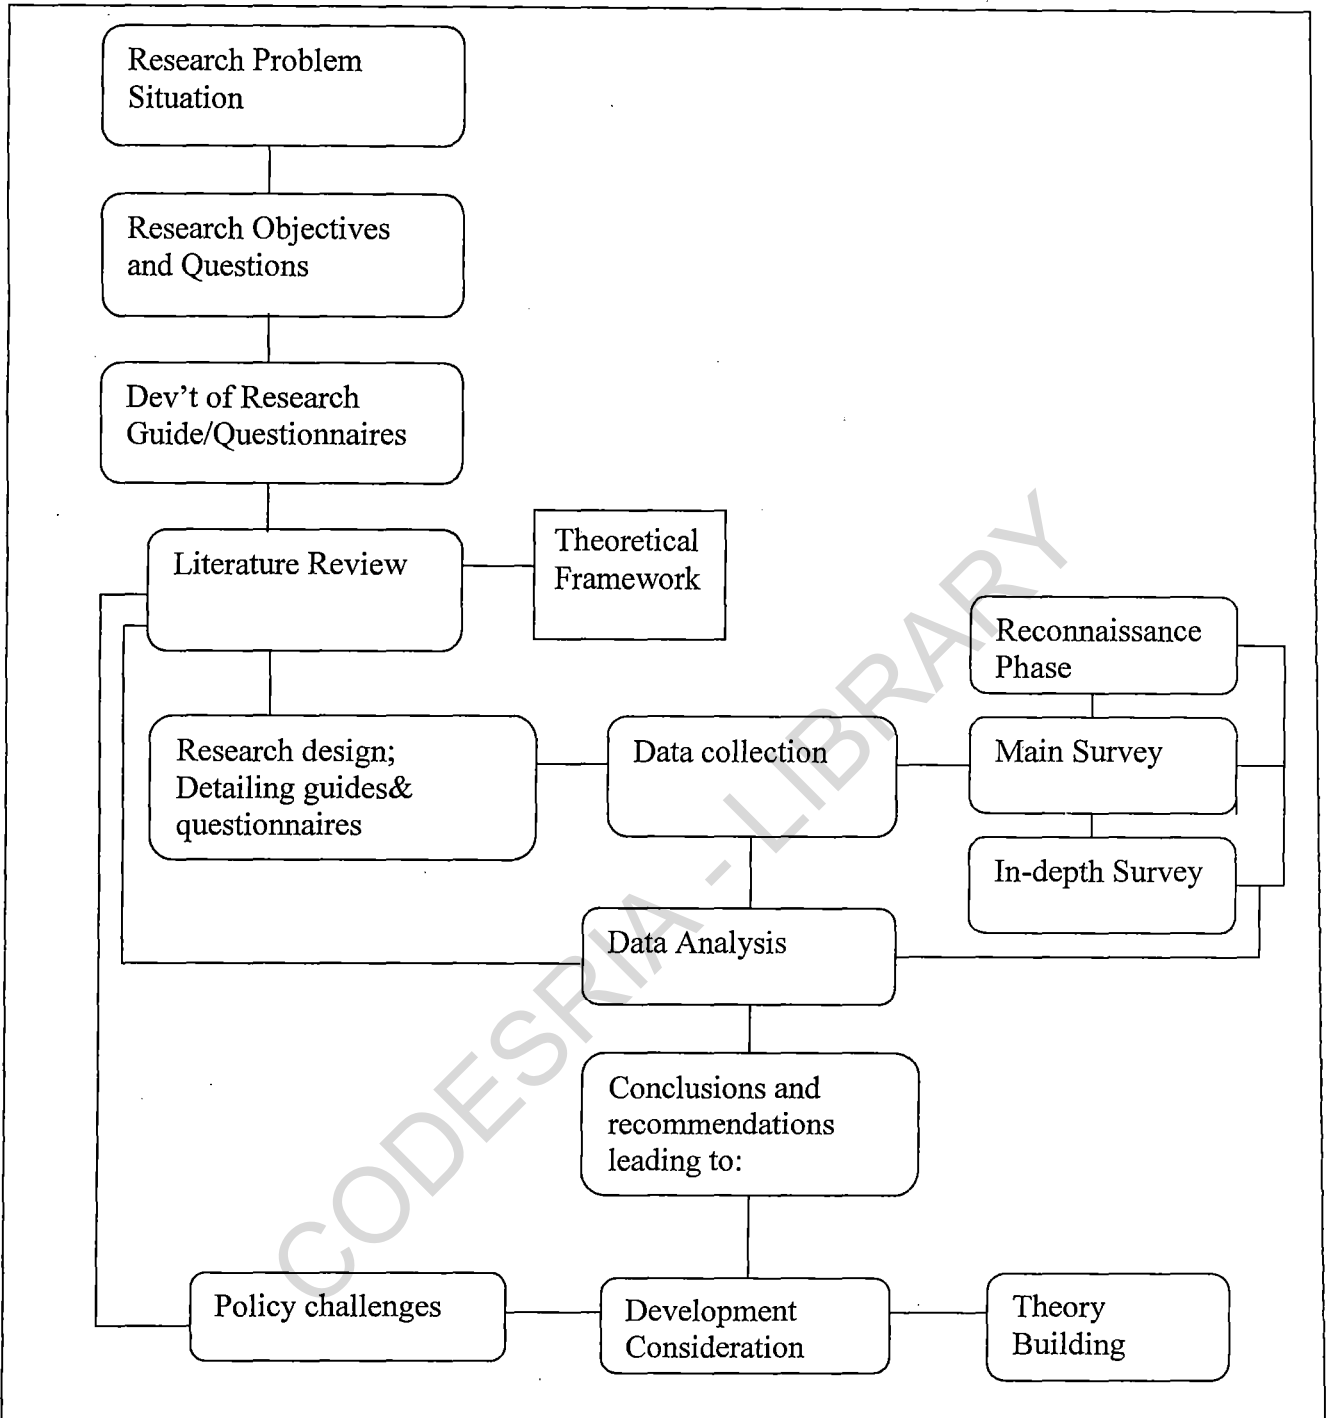 Research Problem
Situation
Research Objectives
and Questions
Dev't of Research
Guide/Questionnaires
Literature Review
Theoretical
Framework
Reconnaissance
Phase
Research design;
Detailing guides&
questionnaires
Data collection
Main Survey
In-depth Survey
Data Analysis
Conclusions and
recommendations
leading to:
Policy challenges
Development
Consideration
Theory
Building
CODESRIA - LIBRARY